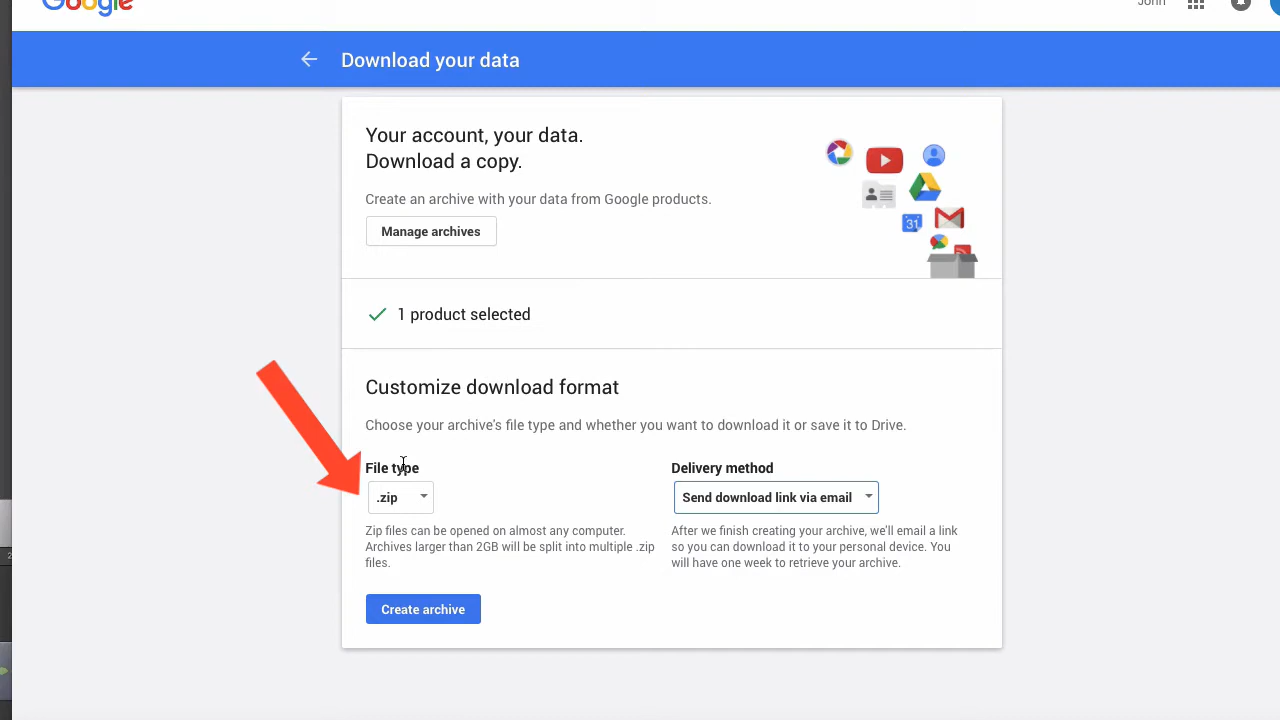 Google
John
Download your data
Your account, your data.
Download a copy.
Create an archive with your data from Google products.
Manage archives
31
1 product selected
Customize download format
Choose your archive's file type and whether you want to download it or save it to Drive.
File type
.zip
Zip files can be opened on almost any computer.
Archives larger than 2GB will be split into multiple .zip
files.
Delivery method
Send download link via email
After we finish creating your archive, we'll email a link
so you can download it to your personal device. You
will have one week to retrieve your archive.
Create archive
2